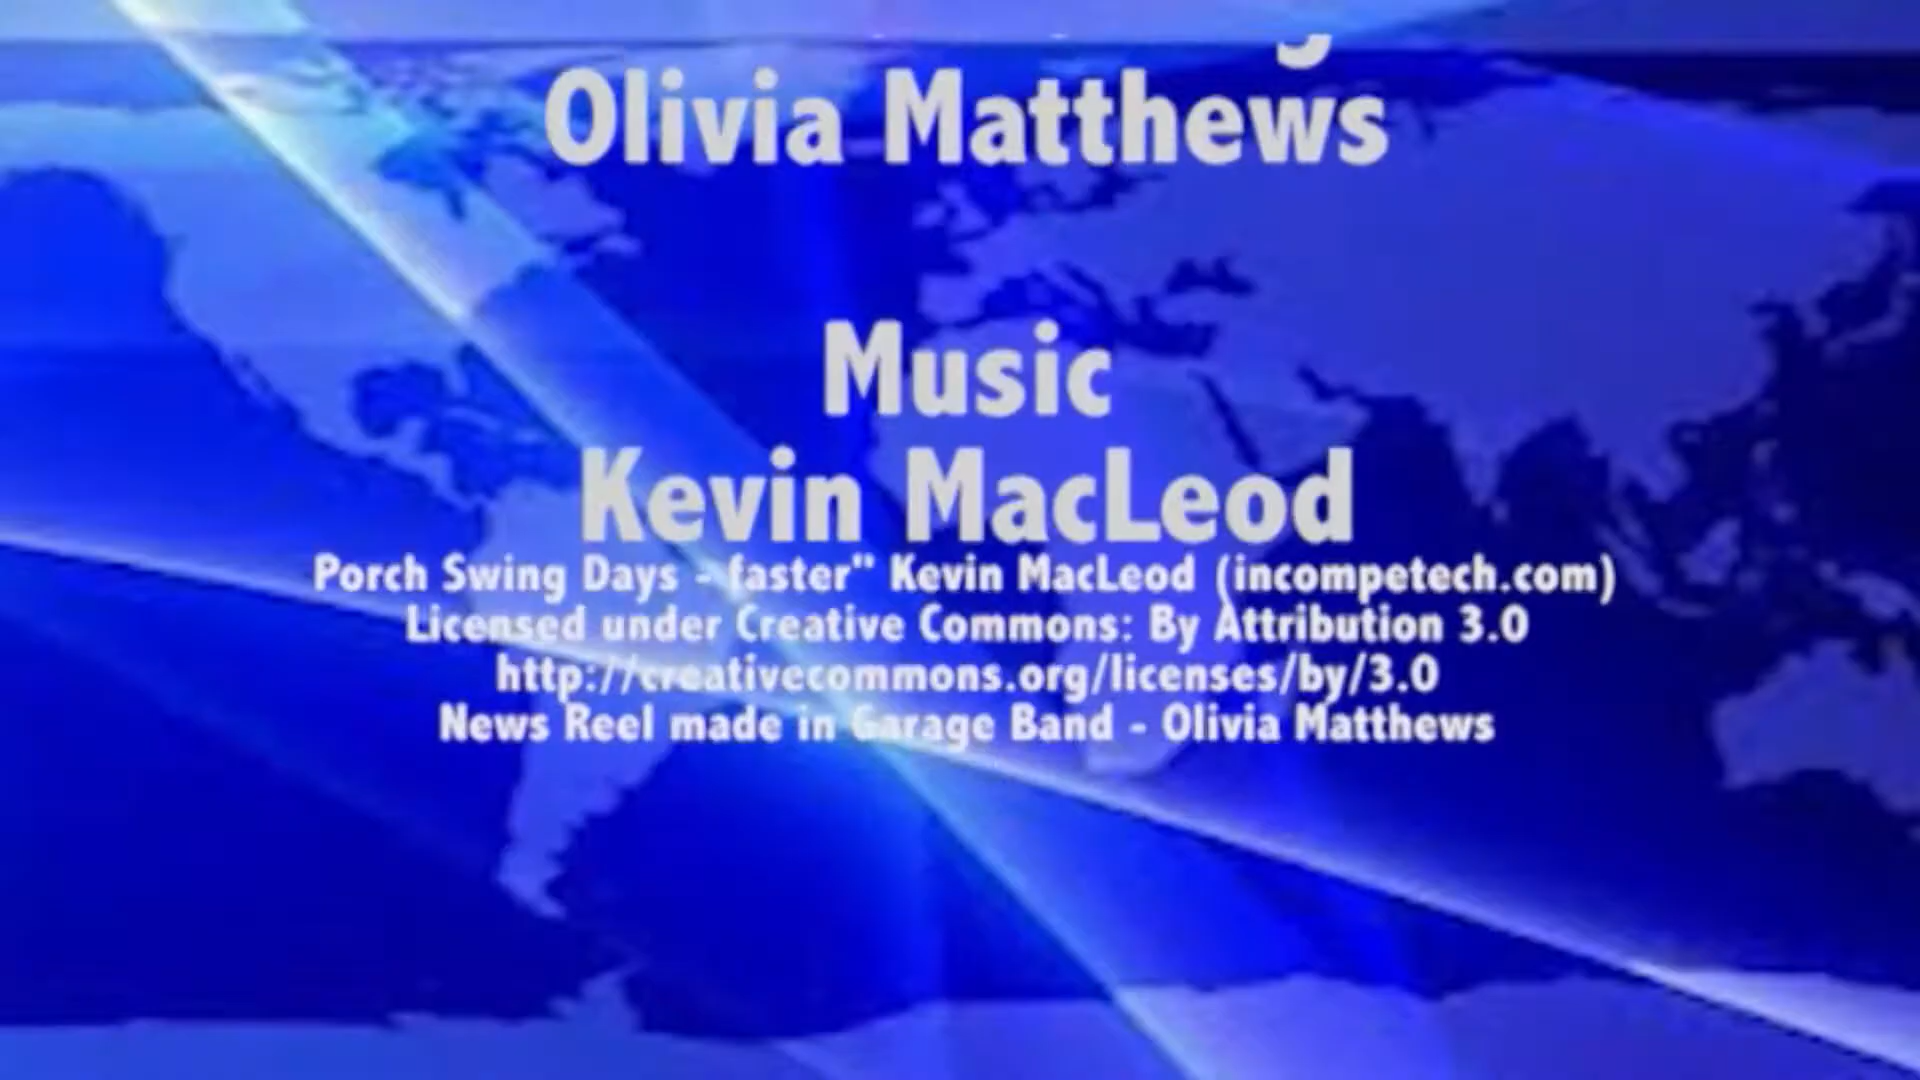 Olivia Matthews
Music
Kevin MacLeod
Porch Swing Days - faster" Kevin MacLeod (incompetech.com)
Licensed under Creative Commons: By Attribution 3.0
http://creativecommons.org/licenses/by/3.0
News Reel made in Garage Band - Olivia Matthews